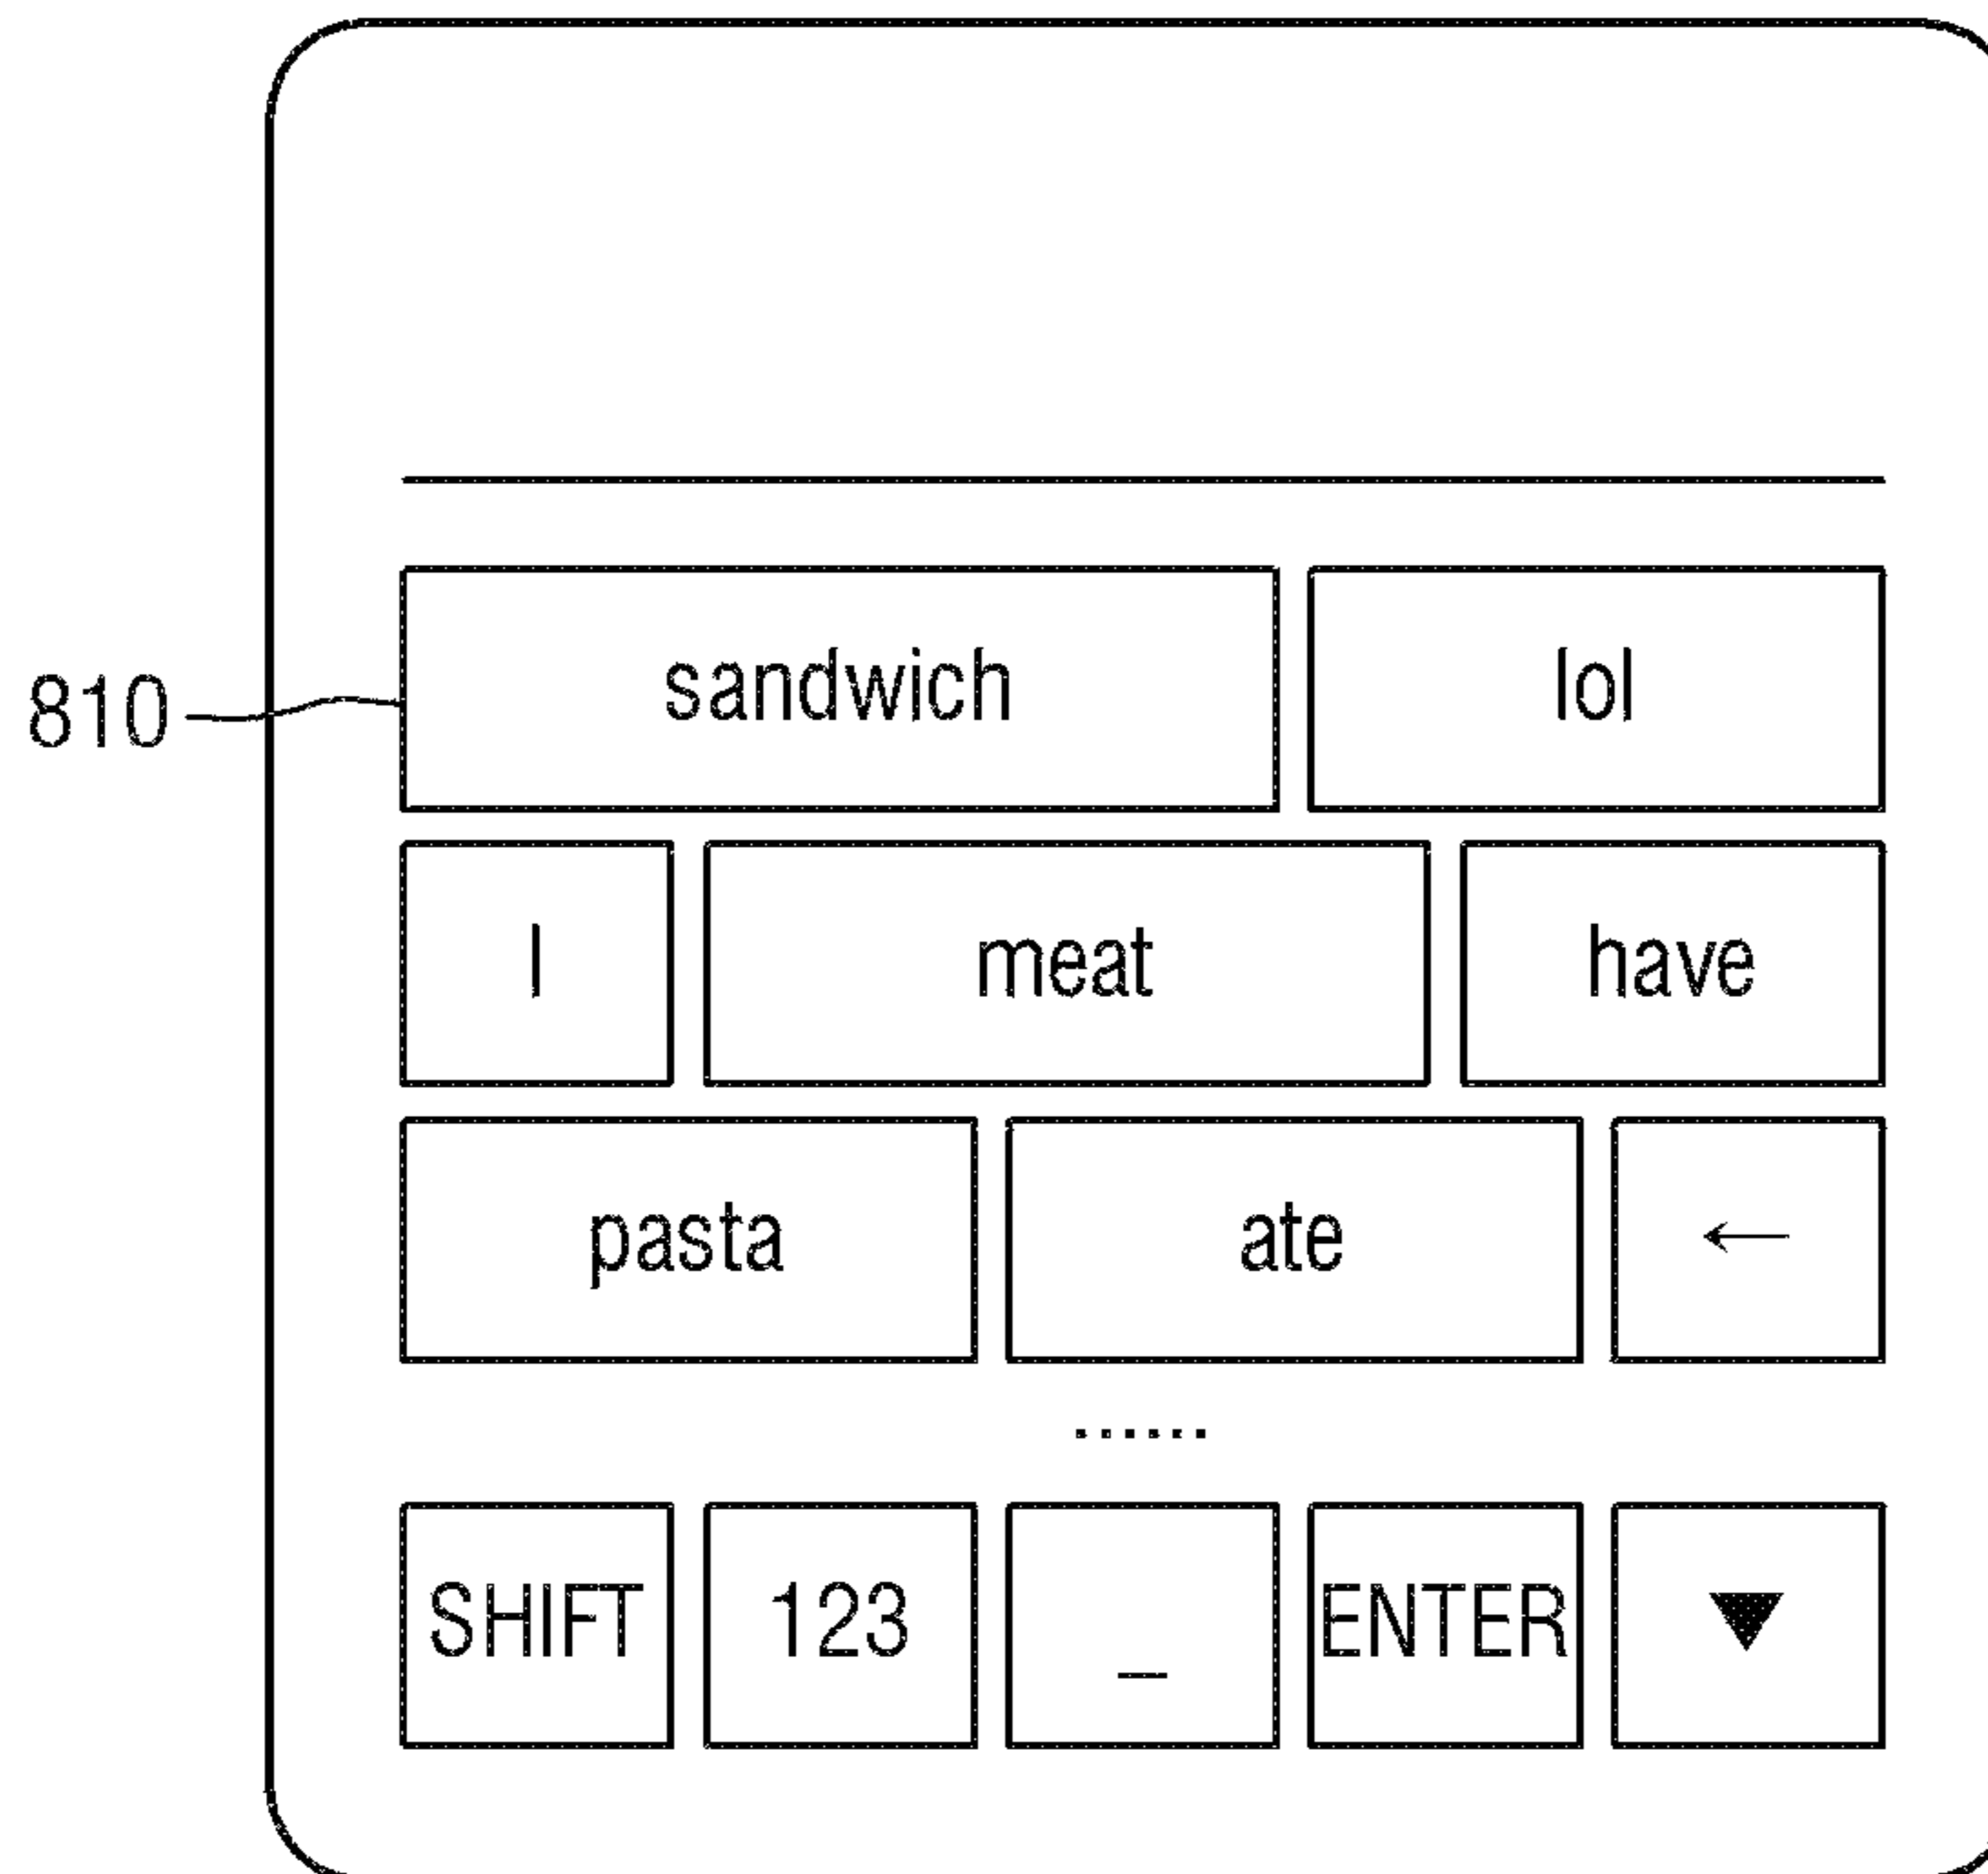 sandwich lol
810
I meat have
pasta ate ←
......
SHIFT 123 _ ENTER ▼